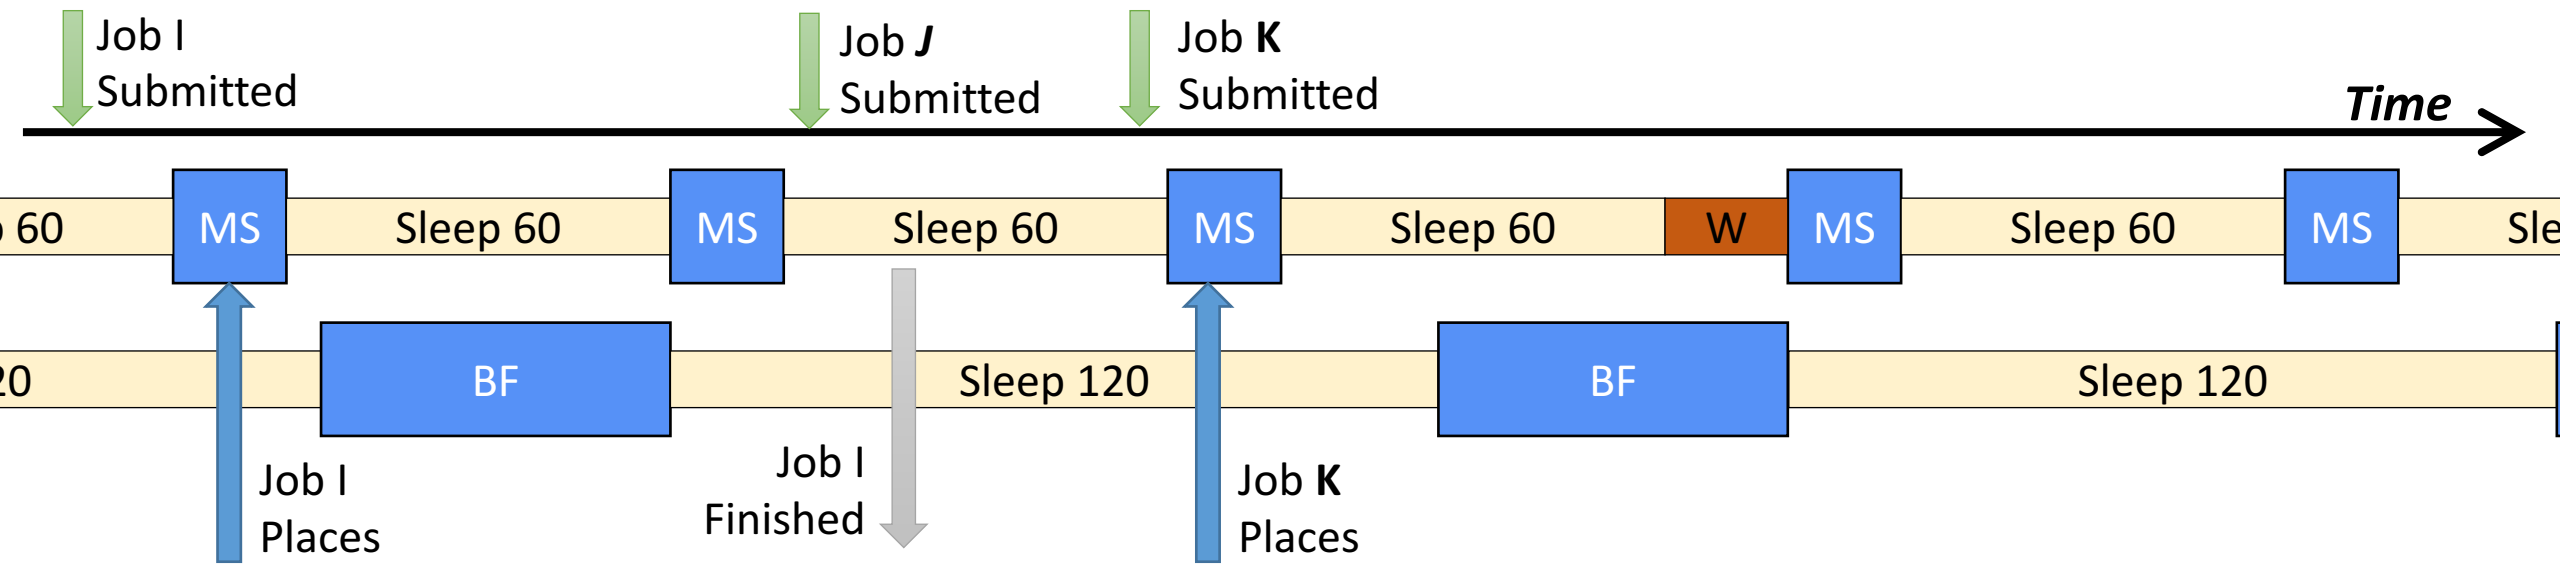 Job I
Submitted
Job J
Submitted
Job K
Submitted
Time
60
MS
Sleep 60
MS
Sleep 60
MS
Sleep 60
W
MS
Sleep 60
MS
Sle
20
BF
Sleep 120
BF
Sleep 120
Job I
Places
Job I
Finished
Job K
Places